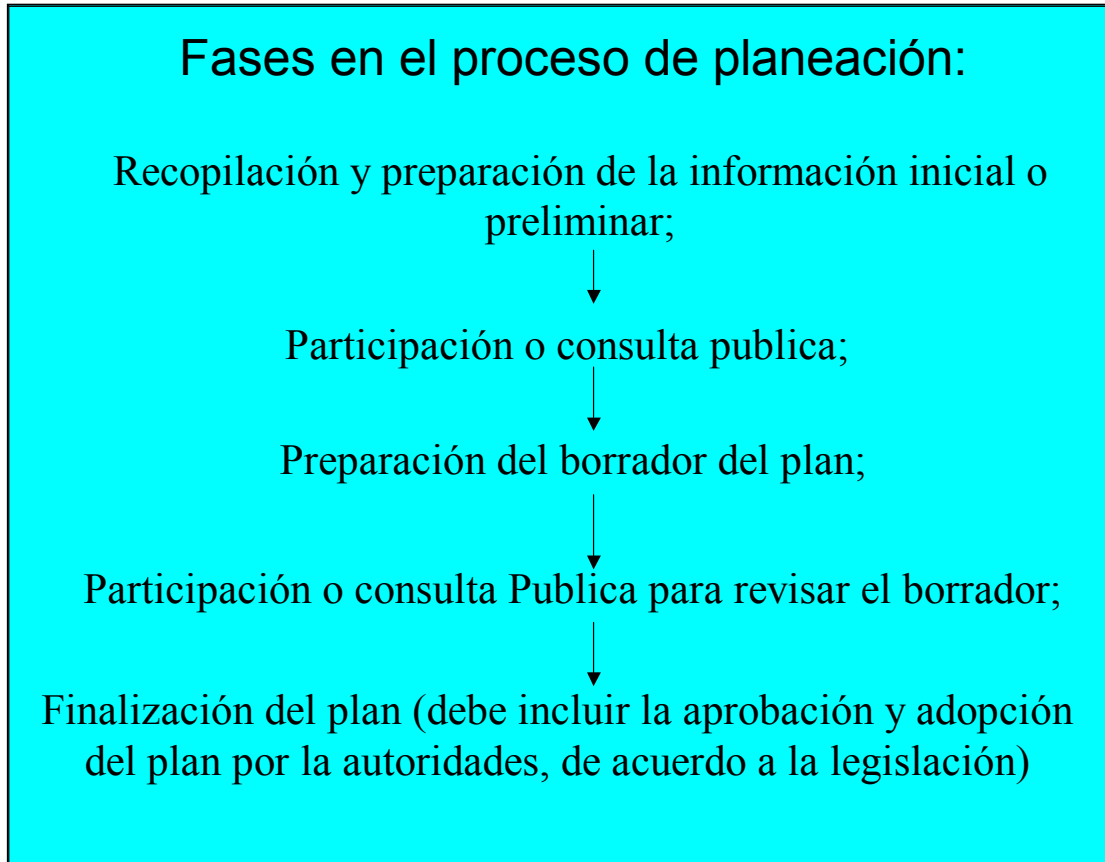 Fases en el proceso de planeación:
Recopilación y preparación de la información inicial o
preliminar;
Participación o consulta publica;
Preparación del borrador del plan;
Participación o consulta Publica para revisar el borrador;
Finalización del plan (debe incluir la aprobación y adopción
del plan por la autoridades, de acuerdo a la legislación)